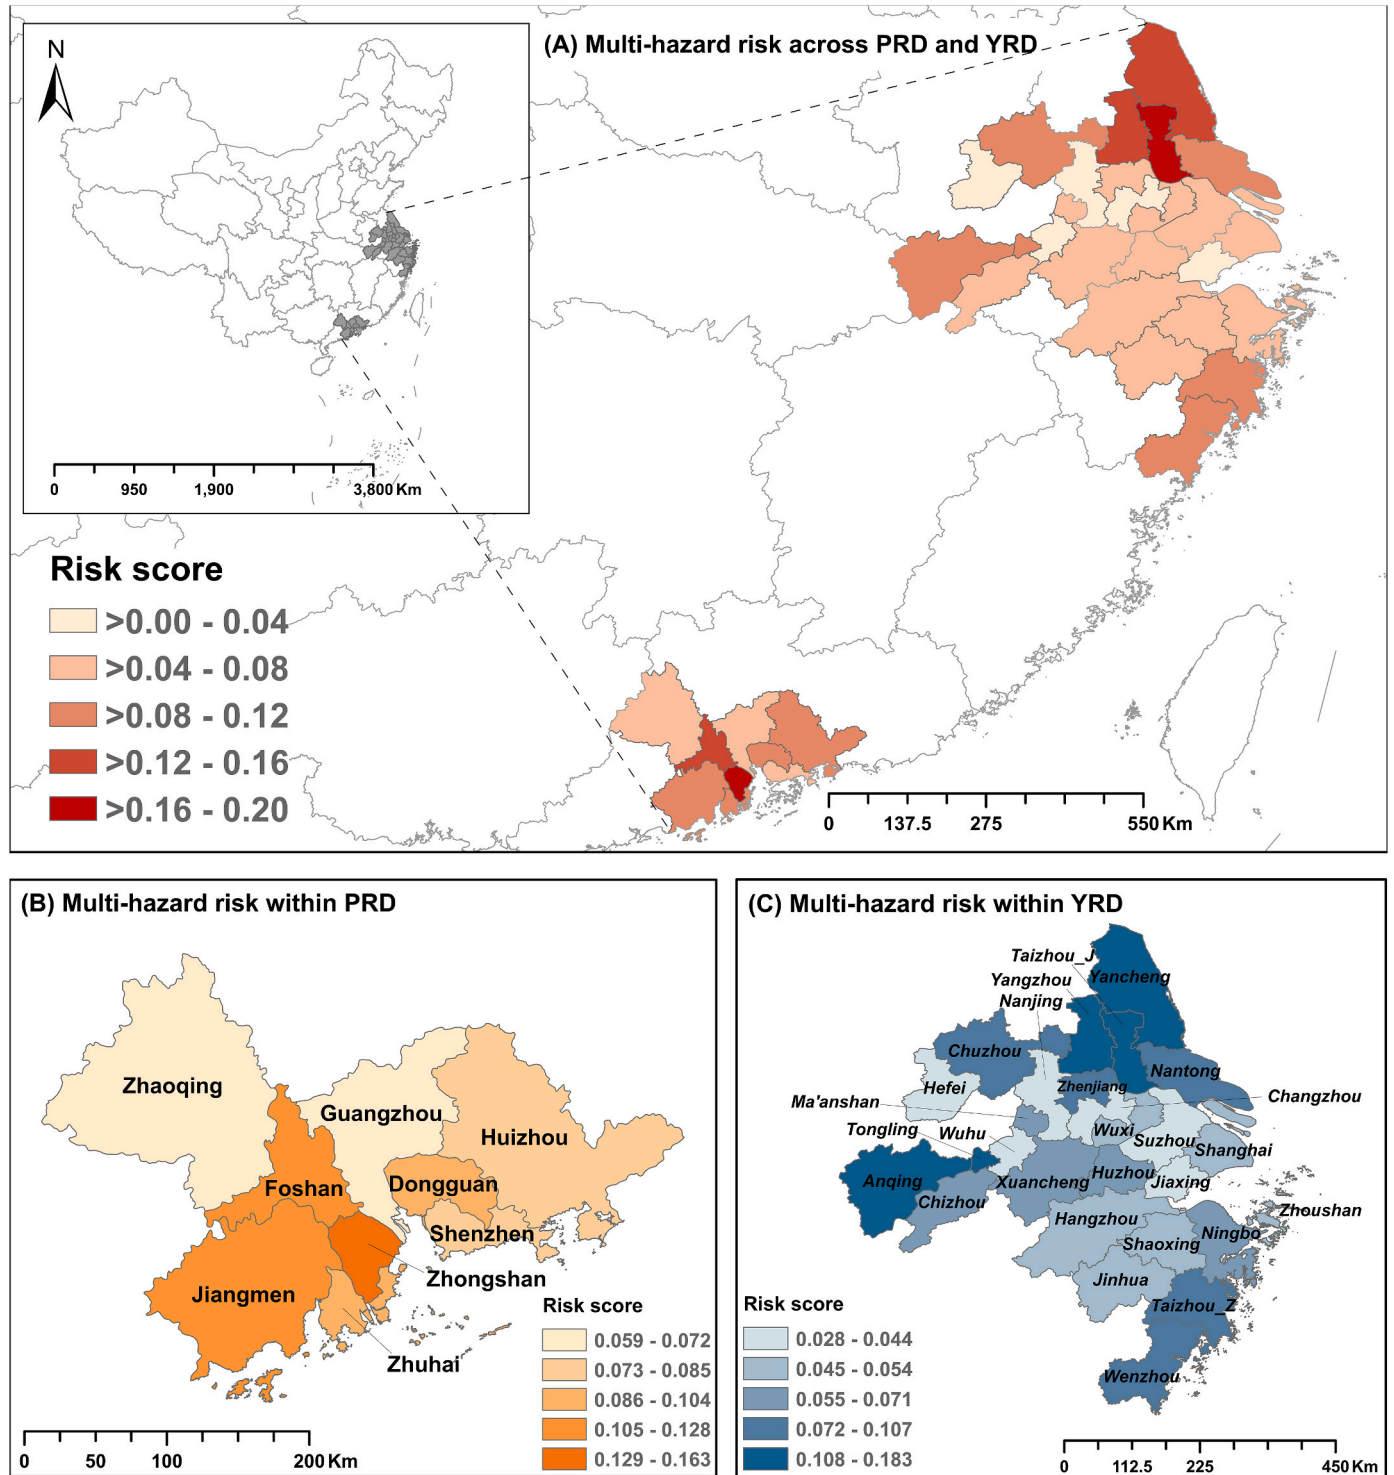 (A) Multi-hazard risk across PRD and YRD
N
0 950 1,900 3,800 Km
Risk score
>0.00 - 0.04
>0.04 - 0.08
>0.08 - 0.12
>0.12 - 0.16
>0.16 - 0.20
0 137.5 275 550 Km
(B) Multi-hazard risk within PRD
Zhaoqing
Guangzhou
Huizhou
Foshan
Dongguan
Shenzhen
Zhongshan
Jiangmen
Zhuhai
Risk score
0.059 - 0.072
0.073 - 0.085
0.086 - 0.104
0.105 - 0.128
0.129 - 0.163
0 50 100 200 Km
(C) Multi-hazard risk within YRD
Taizhou_J
Yancheng
Yangzhou
Nanjing
Chuzhou
Nantong
Hefei
Zhenjiang
Changzhou
Ma'anshan
Tongling
Wuhu
Wuxi
Suzhou
Shanghai
Anqing
Xuancheng
Huzhou
Jiaxing
Chizhou
Hangzhou
Zhoushan
Shaoxing
Ningbo
Jinhua
Taizhou_Z
Wenzhou
Risk score
0.028 - 0.044
0.045 - 0.054
0.055 - 0.071
0.072 - 0.107
0.108 - 0.183
0 112.5 225 450 Km